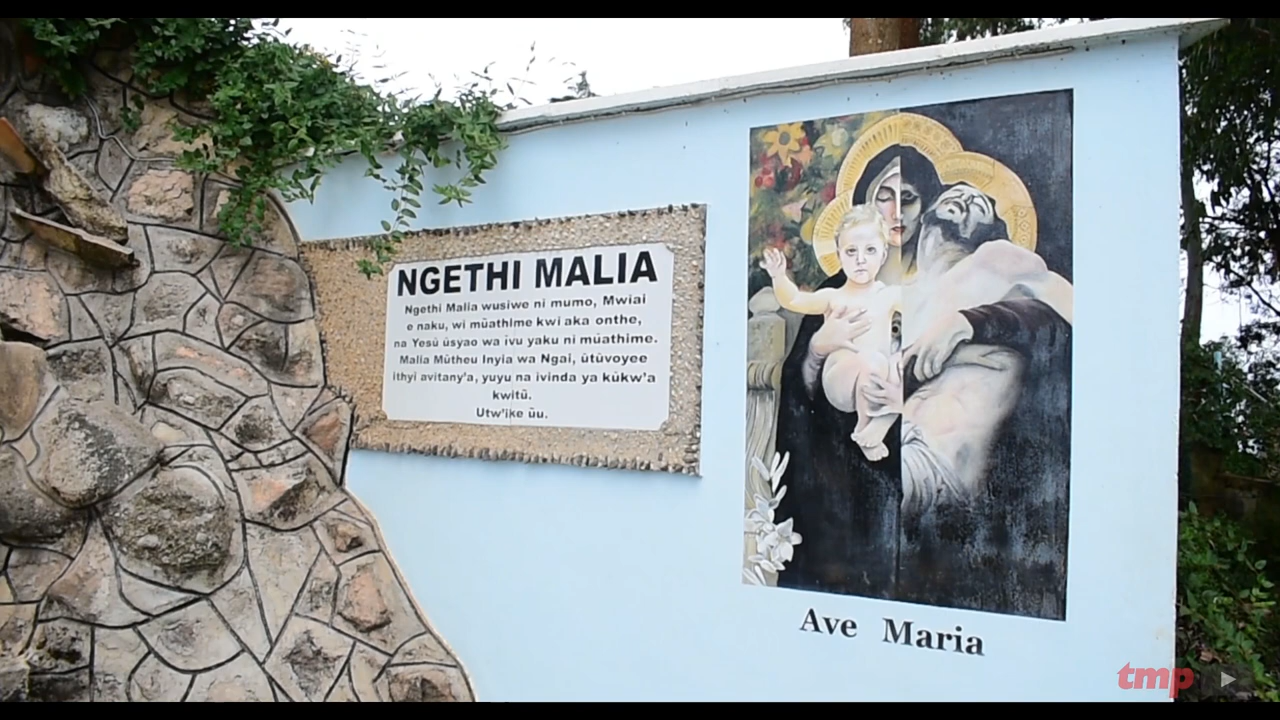 NGETHI MALIA
Ngethi Malia wusiwe ni mumo, Mwiai
e naku, wi mũathime kwi aka onthe,
na Yesũ ũsyao wa ivu yaku ni mũathime.
Malia Mũtheu Inyia wa Ngai, ũtũvoyee
ithyi avitany'a, yuyu na ivinda ya kũkw'a
kwitũ.
Utw'ĩke ũu.
Ave Maria
tmp